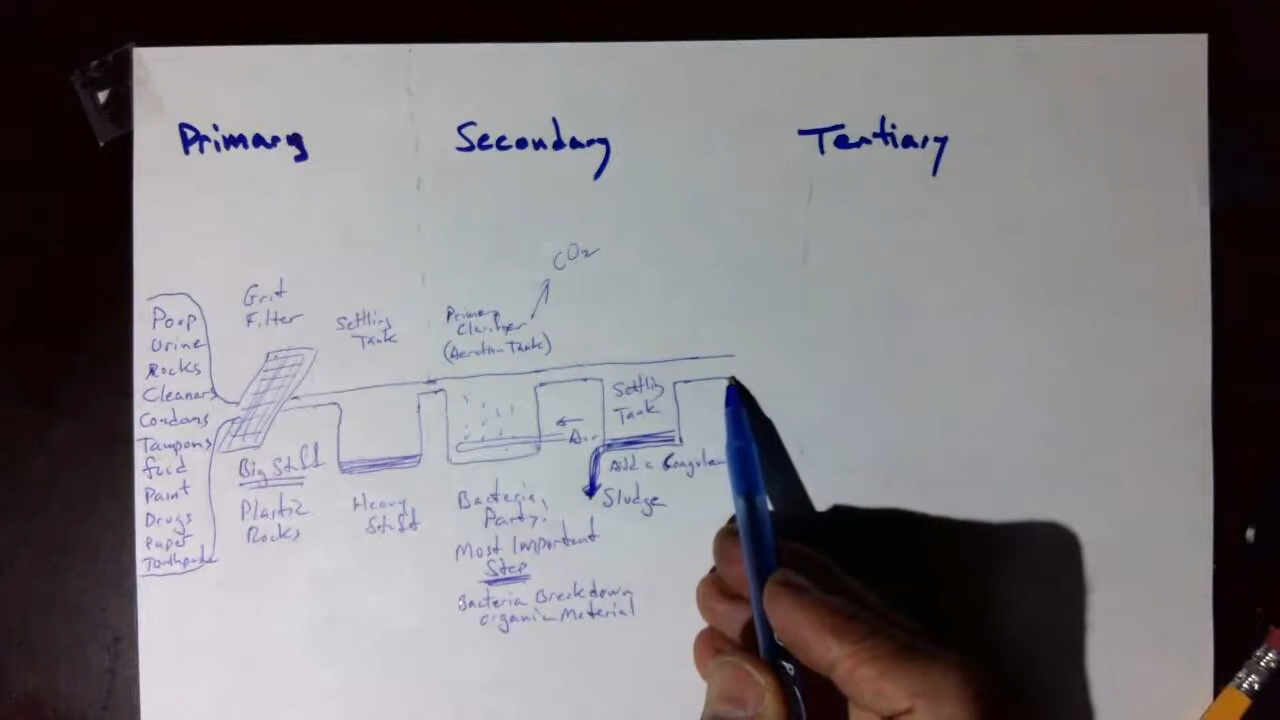 Primary
Secondary
Tertiary
CO2
Poop
Urine
Rocks
Cleaners
Condoms
Tampons
food
Paint
Drugs
Paper
Grit
Filter
Big Stuff
Plastic
Rocks
Settling
Tank
Heavy
Stuff
Primary
Clarifier
(Aeration Tank)
Air
Bacteria
Party!
Most Important
Step
Bacteria Breakdown
organic Material
Settling
Tank
Add a
Sludge